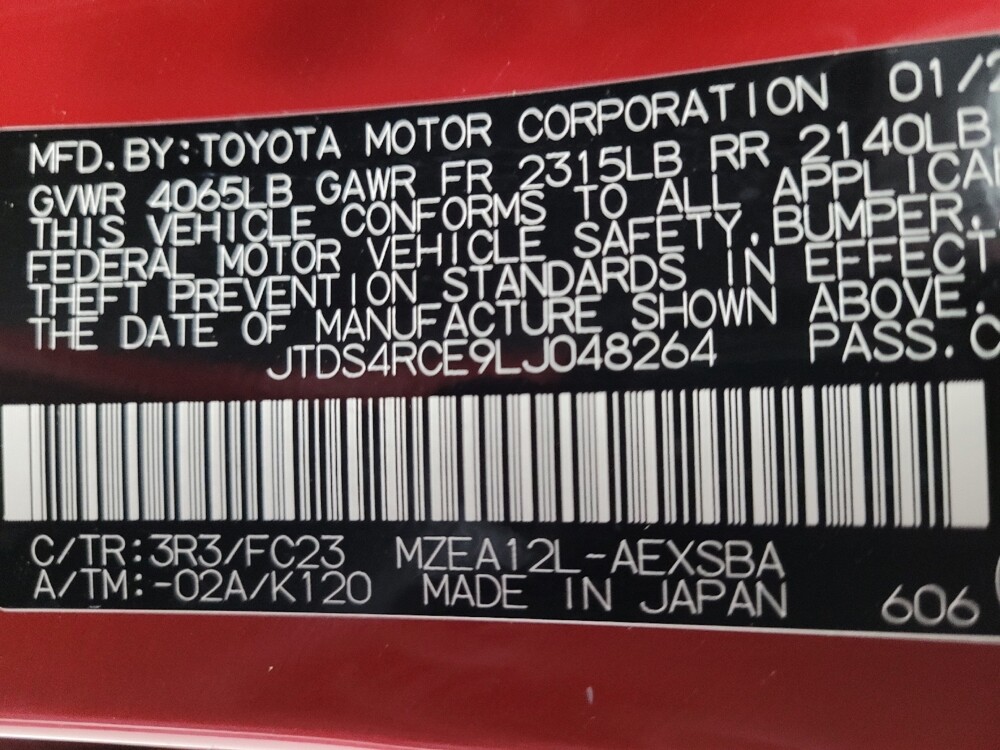 MFD. BY: TOYOTA MOTOR CORPORATION 01/2
GVWR 4065LB GAWR FR 2315LB RR 2140LB
THIS VEHICLE CONFORMS TO ALL APPLICA
FEDERAL MOTOR VEHICLE SAFETY, BUMPER,
THEFT PREVENTION STANDARDS IN EFFECT
THE DATE OF MANUFACTURE SHOWN ABOVE.
JTDS4RCE9LJ048264 PASS. C
C/TR: 3R3/FC23 MZEA12L-AEXSBA
A/TM: -02A/K120 MADE IN JAPAN 606